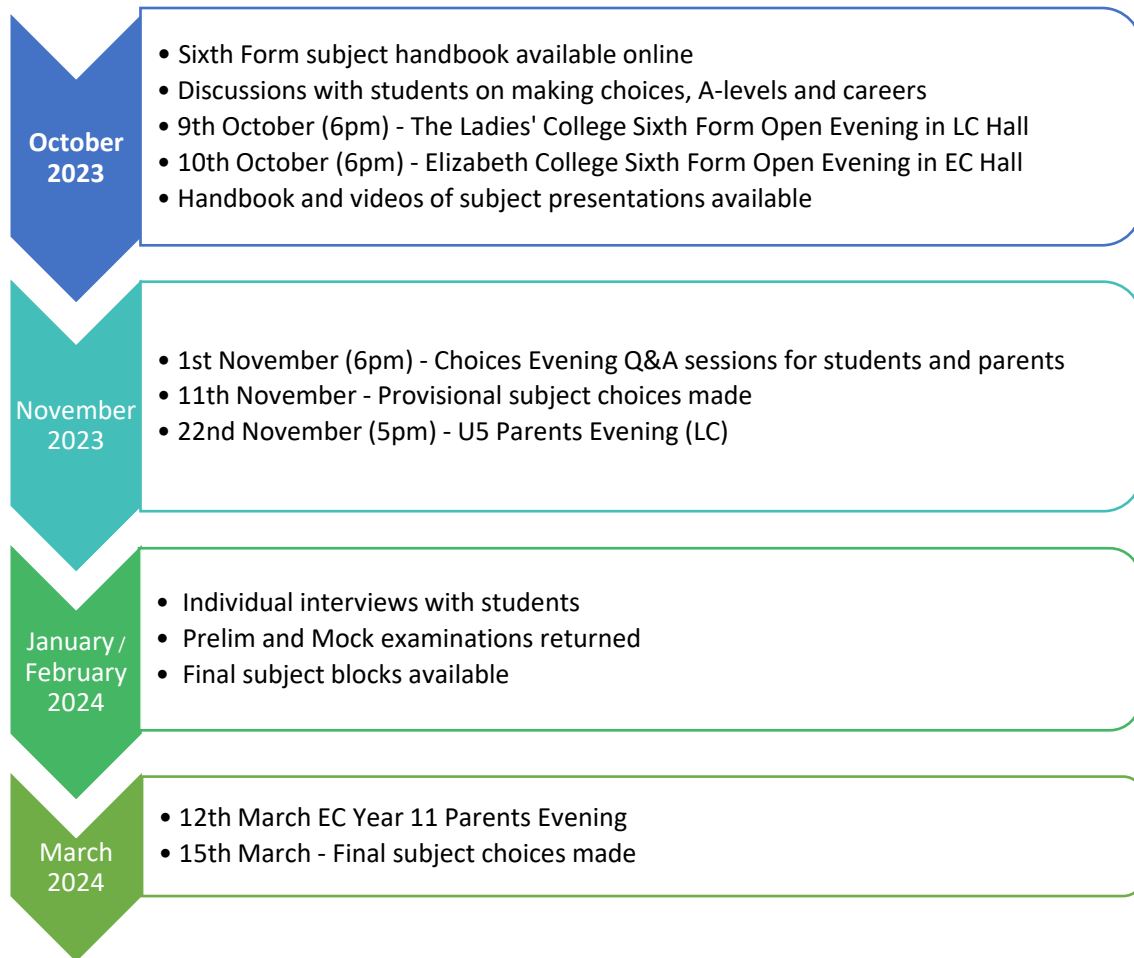 October
2023
• Sixth Form subject handbook available online
• Discussions with students on making choices, A-levels and careers
• 9th October (6pm) - The Ladies' College Sixth Form Open Evening in LC Hall
• 10th October (6pm) - Elizabeth College Sixth Form Open Evening in EC Hall
• Handbook and videos of subject presentations available
November
2023
• 1st November (6pm) - Choices Evening Q&A sessions for students and parents
• 11th November - Provisional subject choices made
• 22nd November (5pm) - U5 Parents Evening (LC)
January /
February
2024
• Individual interviews with students
• Prelim and Mock examinations returned
• Final subject blocks available
March
2024
• 12th March EC Year 11 Parents Evening
• 15th March - Final subject choices made